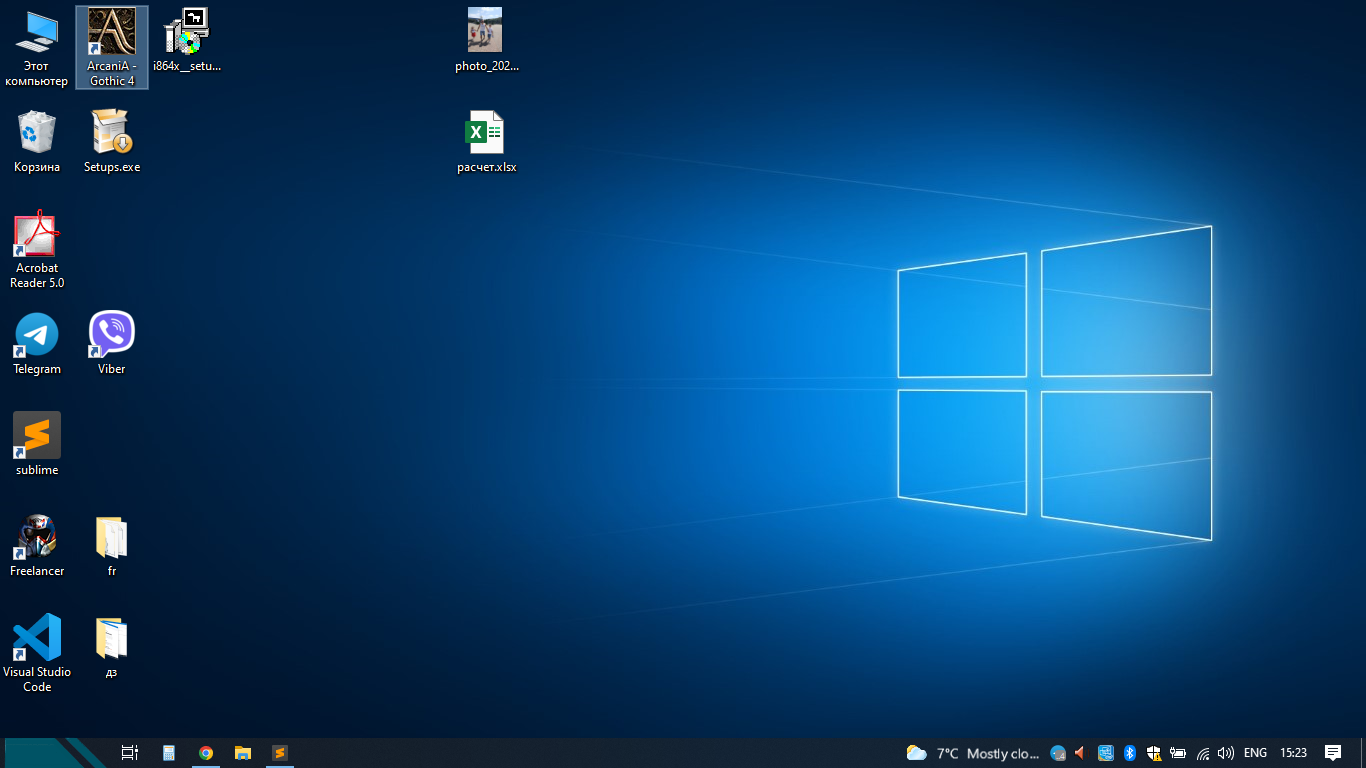 Этот
компьютер
ArcaniA -
Gothic 4
i864x__setu...
photo_202...
Корзина
Setups.exe
расчет.xlsx
Acrobat
Reader 5.0
Telegram
Viber
sublime
Freelancer
fr
Visual Studio
Code
дз
7°C Mostly clo... ENG 15:23